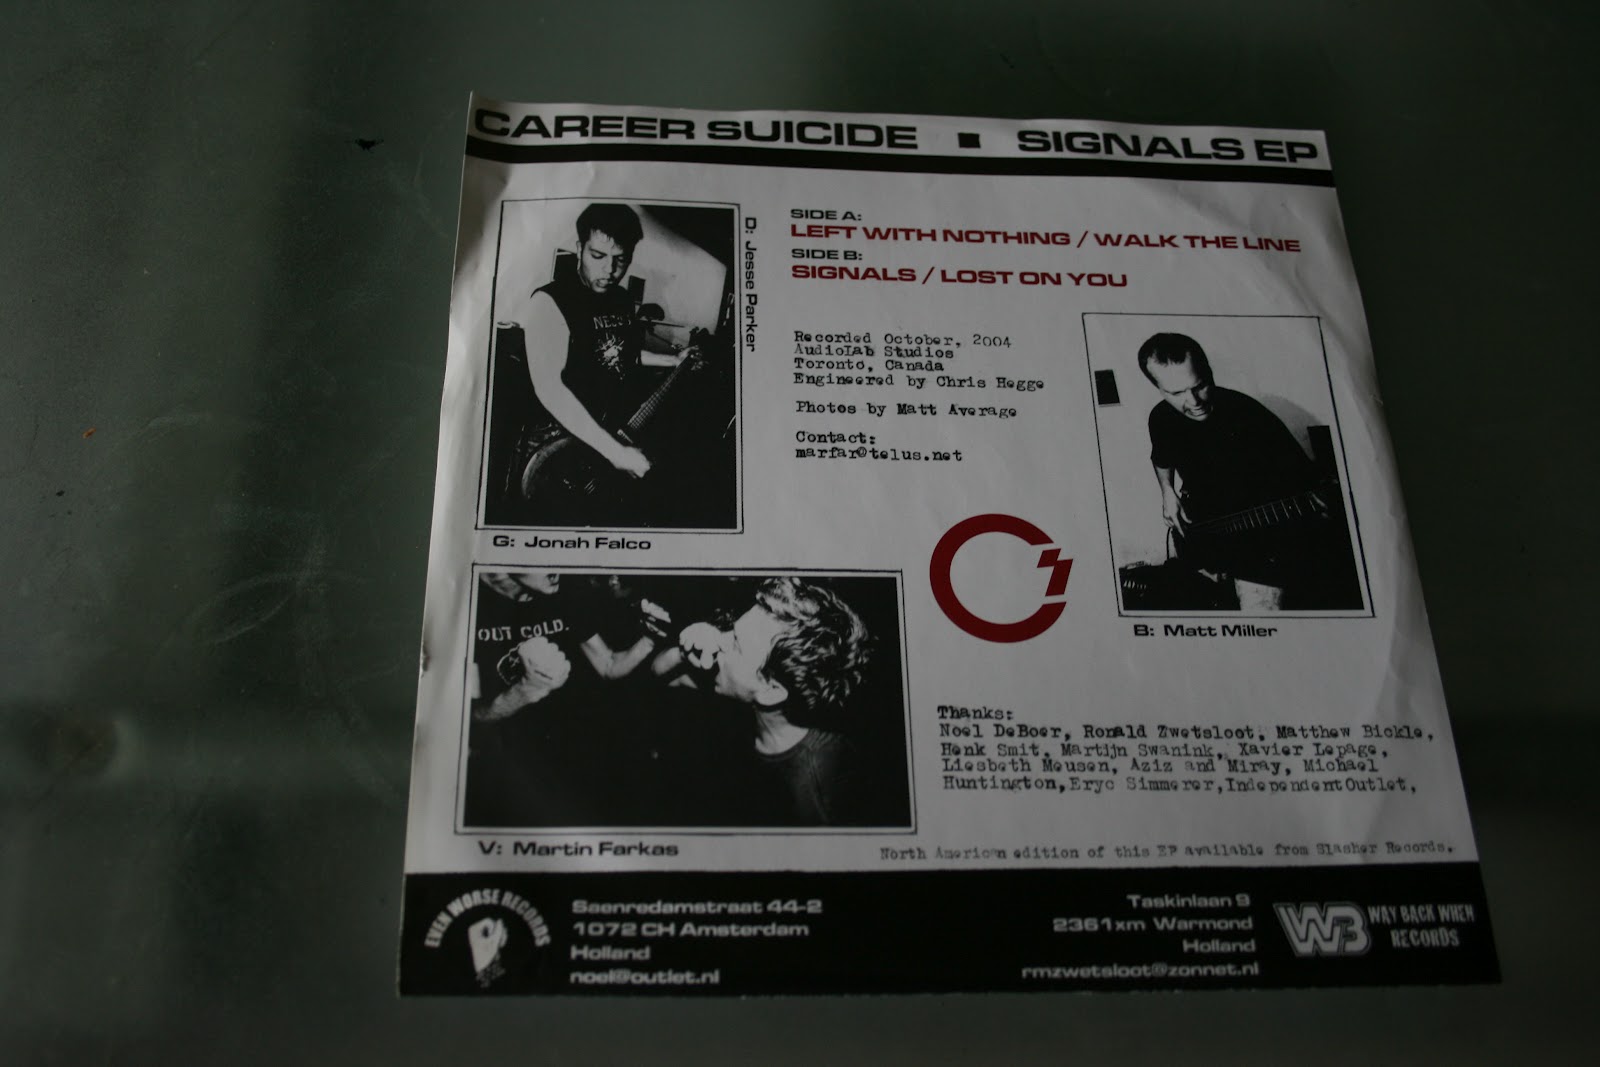 CAREER SUICIDE ■ SIGNALS EP
D: Jesse Parker
NECROS
G: Jonah Falco
SIDE A:
LEFT WITH NOTHING / WALK THE LINE
SIDE B:
SIGNALS / LOST ON YOU
Recorded October, 2004
AudioLab Studios
Toronto, Canada
Engineered by Chris Hegge
Photos by Matt Average
Contact:
marfar@telus.net
B: Matt Miller
OUT COLD.
V: Martin Farkas
Thanks:
Noel DeBoer, Ronald Zwetsloot, Matthew Bickle,
Henk Smit, Martijn Swanink, Xavier Lepage,
Liesbeth Meusen, Aziz and Miray, Michael
Huntington, Eryc Simmerer, Independent Outlet,
North American edition of this EP available from Slasher Records.
EVEN WORSE RECORDS
Saenredamstraat 44-2
1072 CH Amsterdam
Holland
noel@outlet.nl
Taskinlaan 9
2361xm Warmond
Holland
rmzwetsloot@zonnet.nl
WB WAY BACK WHEN
RECORDS